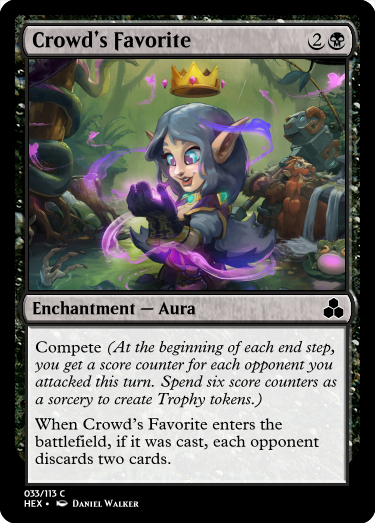 Crowd's Favorite 2
Enchantment — Aura
Compete (At the beginning of each end step,
you get a score counter for each opponent you
attacked this turn. Spend six score counters as
a sorcery to create Trophy tokens.)
When Crowd's Favorite enters the
battlefield, if it was cast, each opponent
discards two cards.
033/113 C
HEX • Daniel Walker